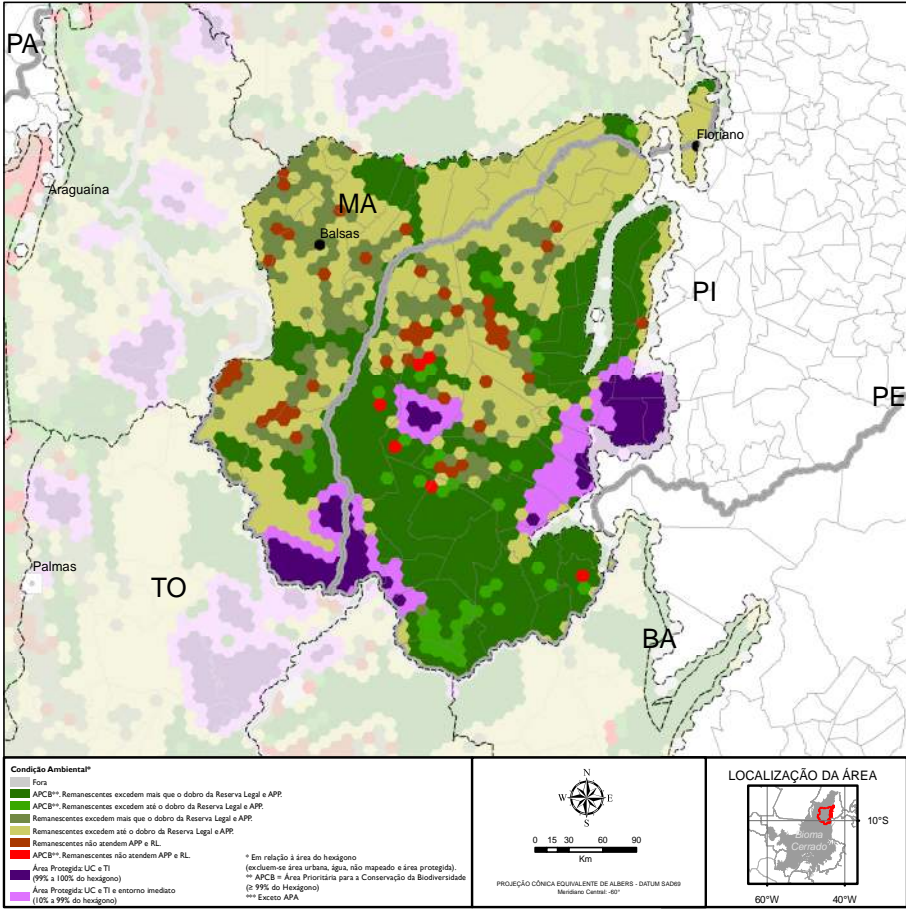 PA
Floriano
Araguaína
MA
Balsas
PI
PE
Palmas
TO
BA
Condição Ambiental*
Fora
APCB**. Remanescentes excedem mais que o dobro da Reserva Legal e APP.
APCB**. Remanescentes excedem até o dobro da Reserva Legal e APP.
Remanescentes excedem mais que o dobro da Reserva Legal e APP.
Remanescentes excedem até o dobro da Reserva Legal e APP.
Remanescentes não atendem APP e RL.
APCB**. Remanescentes não atendem APP e RL.
Área Protegida: UC e TI
(99% a 100% do hexágono)
Área Protegida: UC e TI e entorno imediato
(10% a 99% do hexágono)
* Em relação á área do hexágono
(excluem-se área urbana, água, não mapeado e área protegida).
** APCB = Área Prioritária para a Conservação da Biodiversidade
(≥ 99% do Hexágono)
*** Exceto APA
N
W E
S
0 15 30 60 90
Km
PROJEÇÃO CÔNICA EQUIVALENTE DE ALBERS - DATUM SAD69
Meridiano Central: -60°
LOCALIZAÇÃO DA ÁREA
10°S
Bioma
Cerrado
60°W 40°W